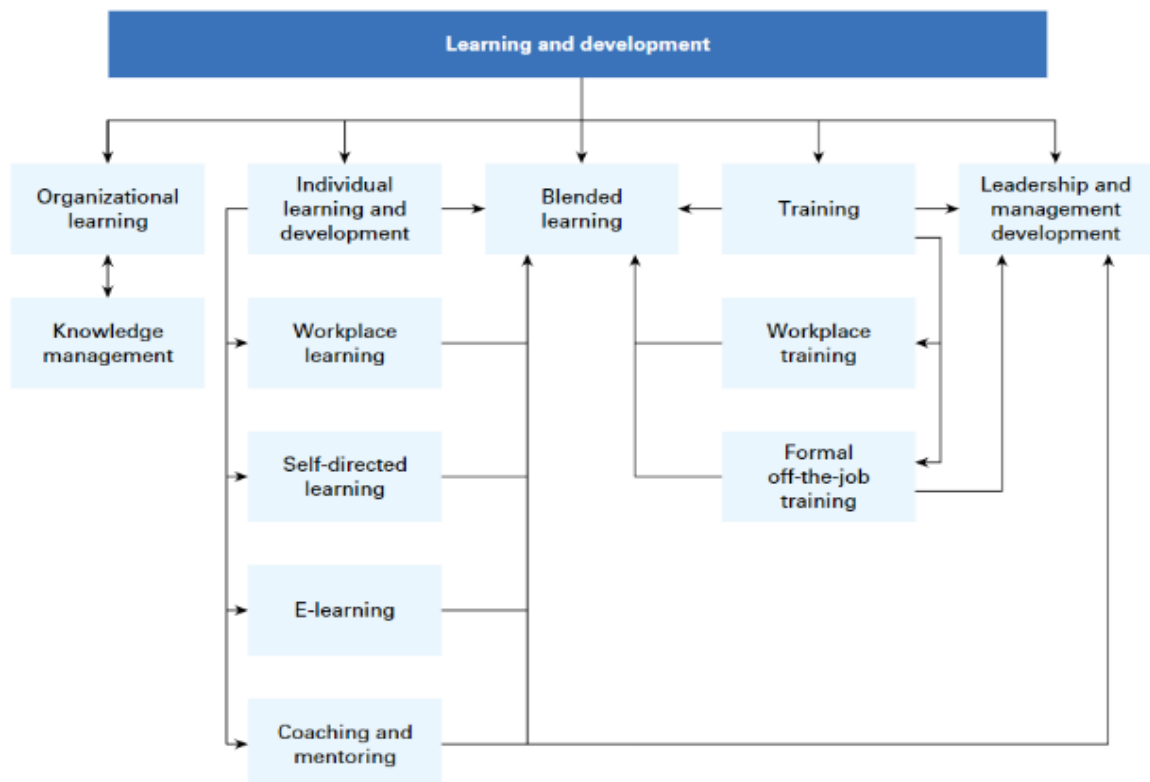 Learning and development
Organizational
learning
Individual
learning and
development
Blended
learning
Training
Leadership and
management
development
Knowledge
management
Workplace
learning
Workplace
training
Self-directed
learning
Formal
off-the-job
training
E-learning
Coaching and
mentoring